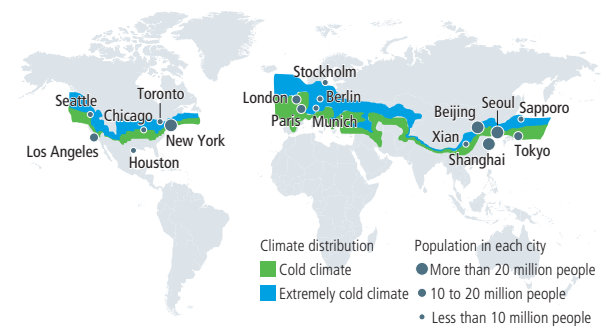 Stockholm
Seattle
Toronto
London
Berlin
Chicago
Beijing
Seoul
Sapporo
Paris
Munich
New York
Xian
Los Angeles
Houston
Shanghai
Tokyo
Climate distribution
Cold climate
Extremely cold climate
Population in each city
More than 20 million people
10 to 20 million people
Less than 10 million people